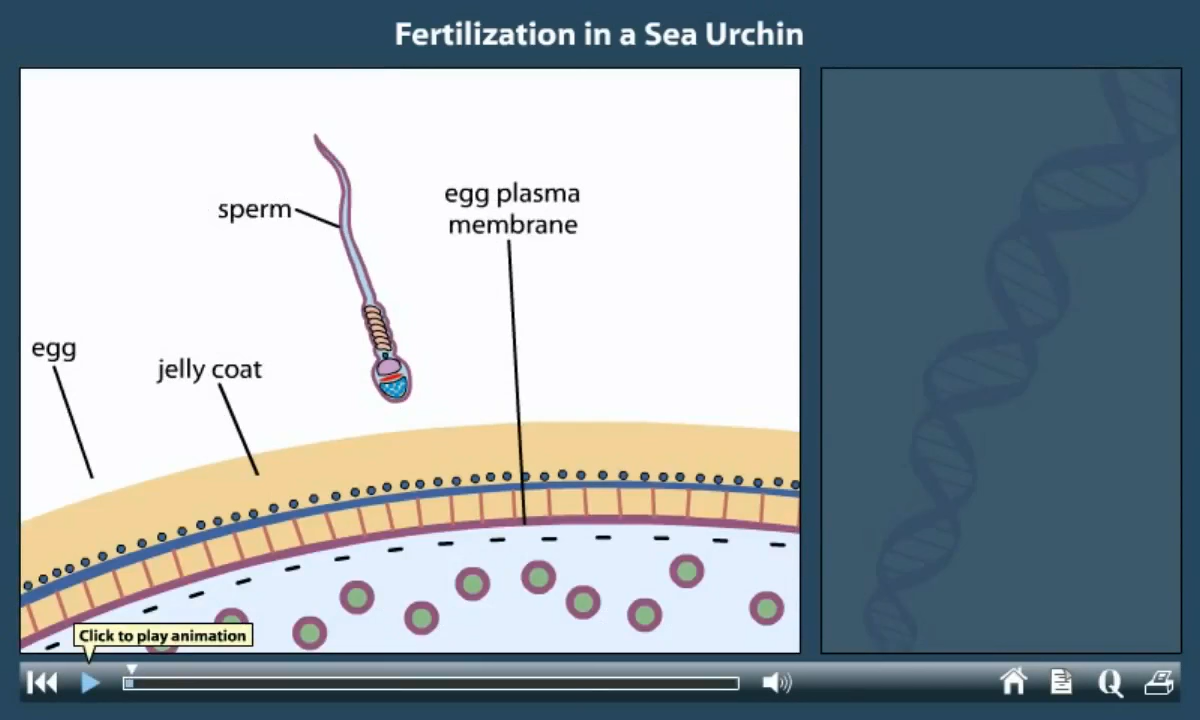 Fertilization in a Sea Urchin
sperm
egg plasma
membrane
egg
jelly coat
Click to play animation
Q